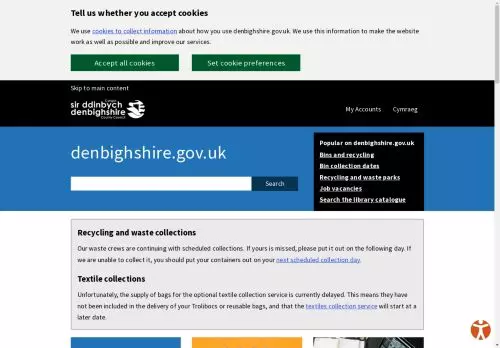 Tell us whether you accept cookies
We use cookies to collect information about how you use denbighshire.gov.uk. We use this information to make the website
work as well as possible and improve our services.
Accept all cookies
Set cookie preferences
Skip to main content
Cyngor
sir ddinbych
denbighshire
County Council
My Accounts
Cymraeg
denbighshire.gov.uk
Search
Popular on denbighshire.gov.uk
Bins and recycling
Bin collection dates
Recycling and waste parks
Job vacancies
Search the library catalogue
Recycling and waste collections
Our waste crews are continuing with scheduled collections. If yours is missed, please put it out on the following day. If
we are unable to collect it, you should put your containers out on your next scheduled collection day.
Textile collections
Unfortunately, the supply of bags for the optional textile collection service is currently delayed. This means they have
not been included in the delivery of your Trolibocs or reusable bags, and that the textiles collection service will start at a
later date.